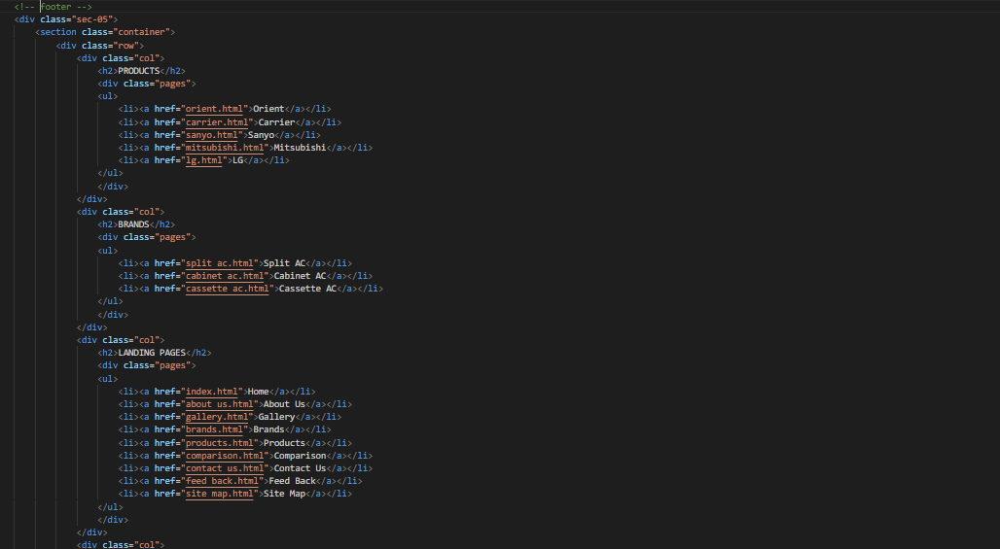 <!-- footer -->
<div class="sec-05">
<section class="container">
<div class="row">
<div class="col">
<h2>PRODUCTS</h2>
<div class="pages">
<ul>
<li><a href="orient.html">Orient</a></li>
<li><a href="carrier.html">Carrier</a></li>
<li><a href="sanyo.html">Sanyo</a></li>
<li><a href="mitsubishi.html">Mitsubishi</a></li>
<li><a href="lg.html">LG</a></li>
</ul>
</div>
</div>
<div class="col">
<h2>BRANDS</h2>
<div class="pages">
<ul>
<li><a href="split ac.html">Split AC</a></li>
<li><a href="cabinet ac.html">Cabinet AC</a></li>
<li><a href="cassette ac.html">Cassette AC</a></li>
</ul>
</div>
</div>
<div class="col">
<h2>LANDING PAGES</h2>
<div class="pages">
<ul>
<li><a href="index.html">Home</a></li>
<li><a href="about us.html">About Us</a></li>
<li><a href="gallery.html">Gallery</a></li>
<li><a href="brands.html">Brands</a></li>
<li><a href="products.html">Products</a></li>
<li><a href="comparison.html">Comparison</a></li>
<li><a href="contact us.html">Contact Us</a></li>
<li><a href="feed back.html">Feed Back</a></li>
<li><a href="site map.html">Site Map</a></li>
</ul>
</div>
</div>
<div class="col">